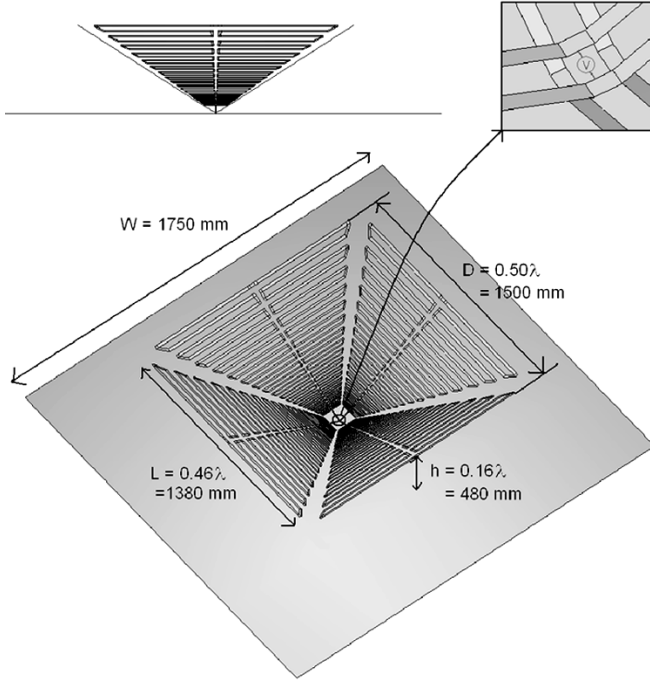 V
W = 1750 mm
D = 0.50λ
= 1500 mm
L = 0.46λ
=1380 mm
h = 0.16λ
= 480 mm